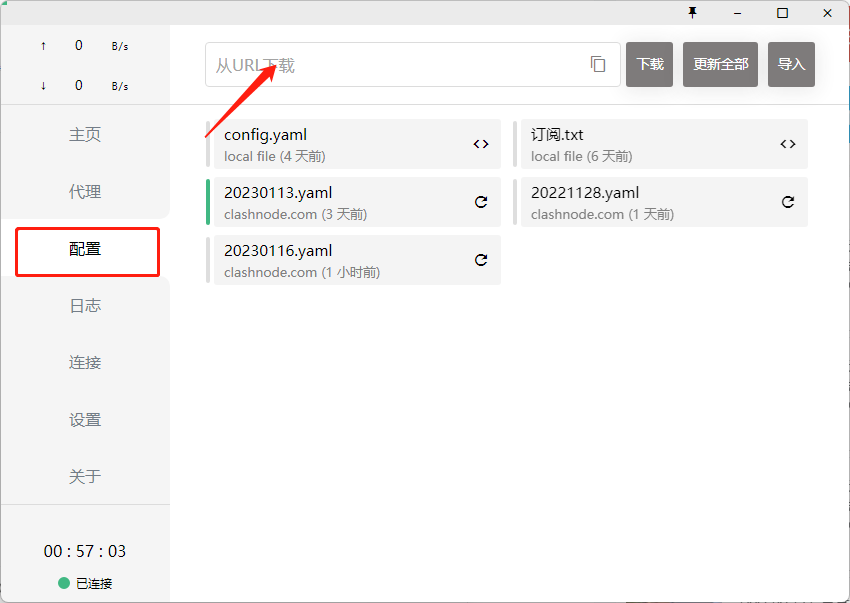 ↑ 0 B/s
↓ 0 B/s
主页
代理
配置
日志
连接
设置
关于
00 : 57 : 03
已连接
从URL下载
下载
更新全部
导入
config.yaml
local file (4 天前)
订阅.txt
local file (6 天前)
20230113.yaml
clashnode.com (3 天前)
20221128.yaml
clashnode.com (1 天前)
20230116.yaml
clashnode.com (1 小时前)